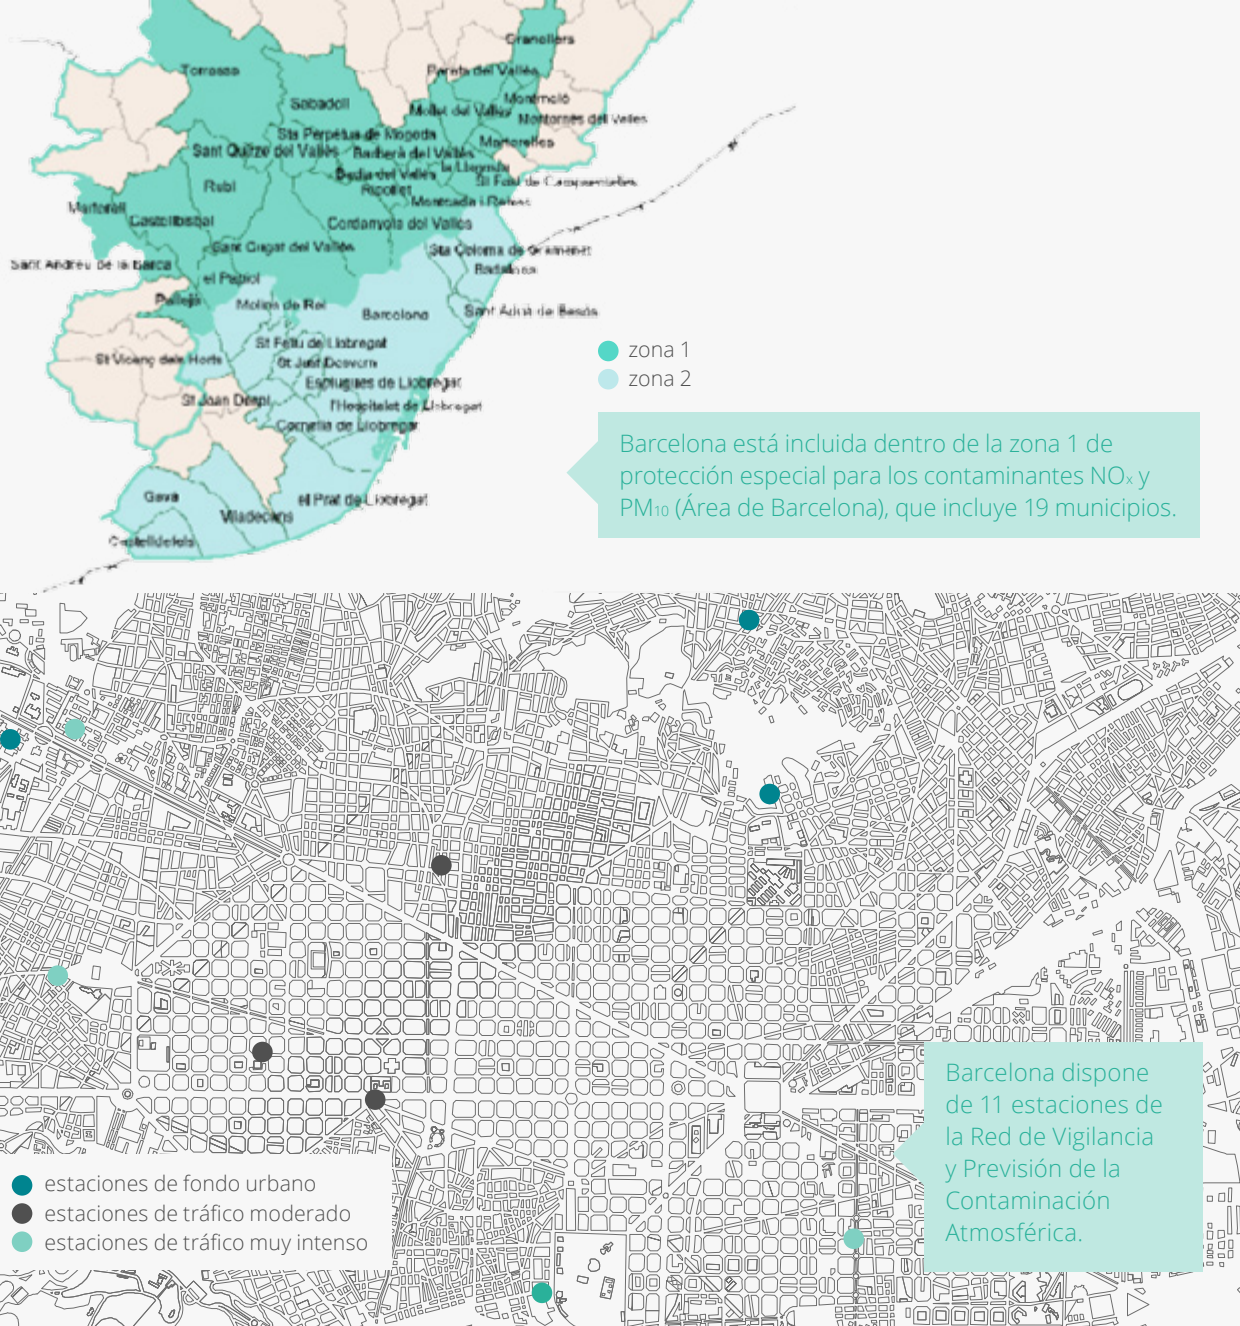 Granollers
Terrassa
Parets del Vallès
Sabadell
Montmeló
Mollet del Vallès
Montornès del Valles
Sta Perpètua de Mogoda
Martorelles
Sant Quirze del Vallès
Barberà del Vallès
la Llagosta
Badia del Vallès
St Fost de Campsentelles
Rubí
Ripollet
Montcada i Reixac
Martorell
Castellbisbal
Cerdanyola del Vallès
Sant Cugat del Vallès
Sta Coloma de Gramenet
Sant Andreu de la Barca
Badalona
el Papiol
Pallejà
Molins de Rei
Barcelona
Sant Adrià de Besòs
St Feliu de Llobregat
St Vicenç dels Horts
St Just Desvern
Esplugues de Llobregat
St Joan Despí
l'Hospitalet de Llobregat
Cornellà de Llobregat
Gavà
el Prat de Llobregat
Viladecans
Castelldefels
zona 1
zona 2
Barcelona está incluida dentro de la zona 1 de
protección especial para los contaminantes NOx y
PM10 (Área de Barcelona), que incluye 19 municipios.
Barcelona dispone
de 11 estaciones de
la Red de Vigilancia
y Previsión de la
Contaminación
Atmosférica.
estaciones de fondo urbano
estaciones de tráfico moderado
estaciones de tráfico muy intenso